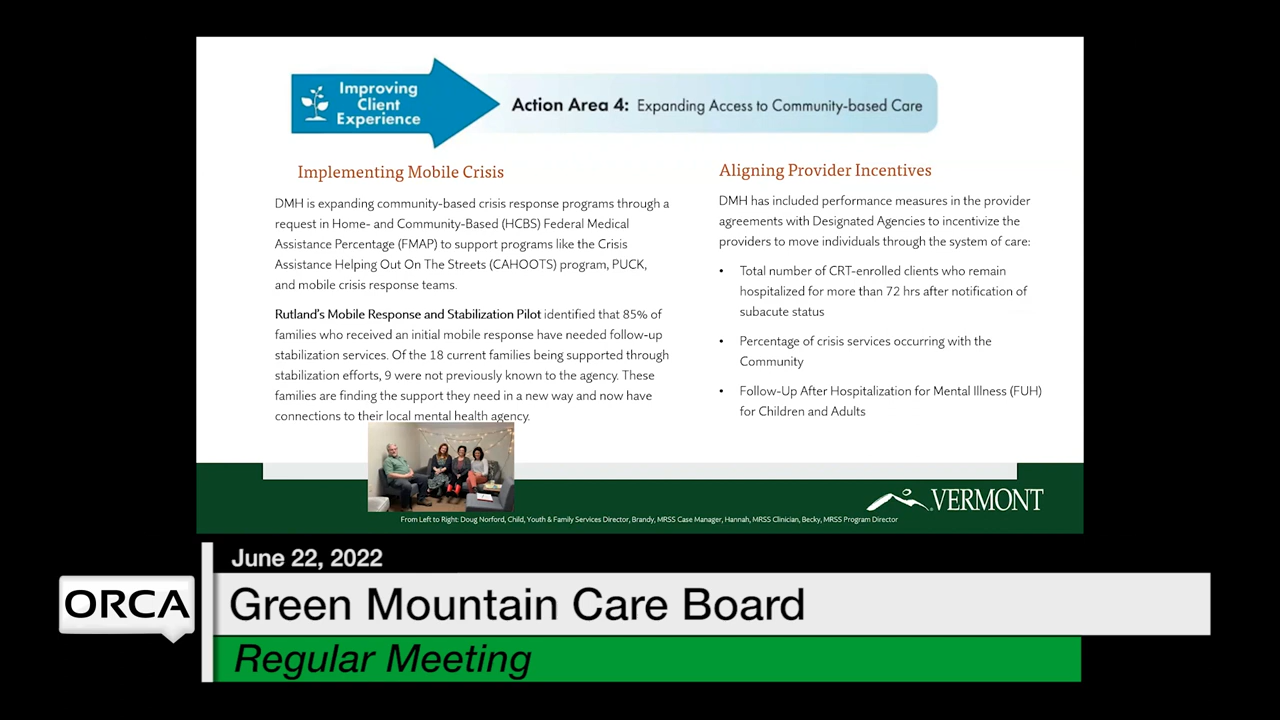 Improving
Client
Experience
Action Area 4: Expanding Access to Community-based Care
Implementing Mobile Crisis
DMH is expanding community-based crisis response programs through a
request in Home- and Community-Based (HCBS) Federal Medical
Assistance Percentage (FMAP) to support programs like the Crisis
Assistance Helping Out On The Streets (CAHOOTS) program, PUCK,
and mobile crisis response teams.
Rutland's Mobile Response and Stabilization Pilot identified that 85% of
families who received an initial mobile response have needed follow-up
stabilization services. Of the 18 current families being supported through
stabilization efforts, 9 were not previously known to the agency. These
families are finding the support they need in a new way and now have
connections to their local mental health agency.
Aligning Provider Incentives
DMH has included performance measures in the provider
agreements with Designated Agencies to incentivize the
providers to move individuals through the system of care:
• Total number of CRT-enrolled clients who remain
hospitalized for more than 72 hrs after notification of
subacute status
• Percentage of crisis services occurring with the
Community
• Follow-Up After Hospitalization for Mental Illness (FUH)
for Children and Adults
VERMONT
From Left to Right: Doug Norford, Child, Youth & Family Services Director, Brandy, MRSS Case Manager, Hannah, MRSS Clinician, Becky, MRSS Program Director
June 22, 2022
ORCA
Green Mountain Care Board
Regular Meeting